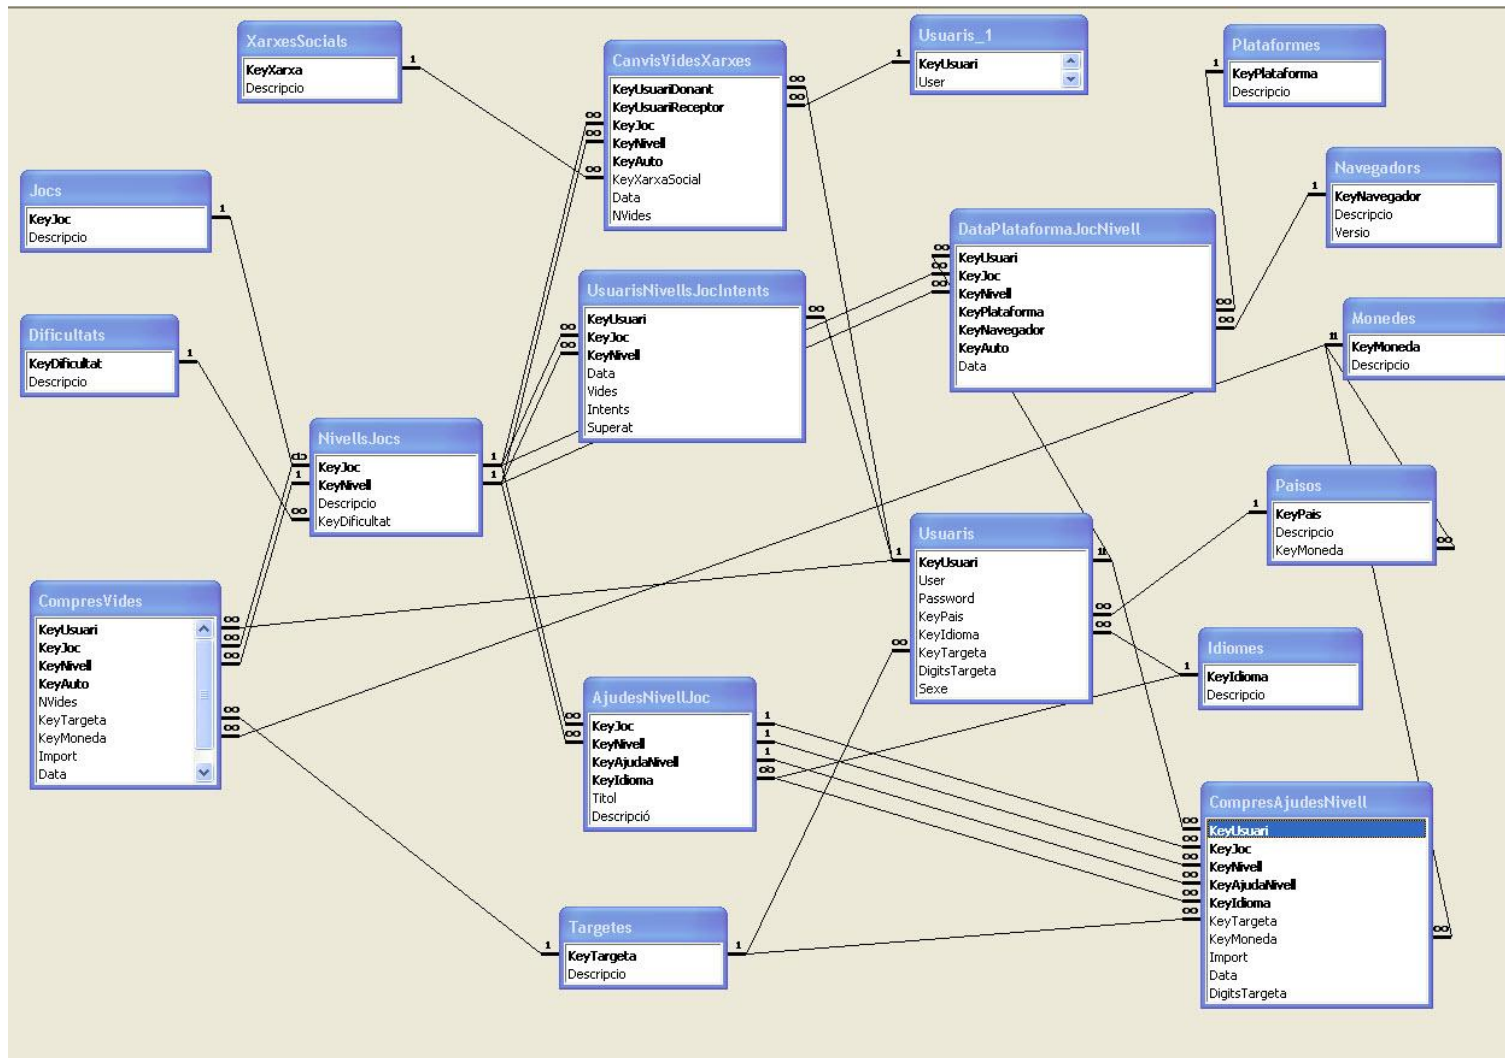 XarxesSocials
KeyXarxa
Descripcio
CanvisVidesXarxes
KeyUsuariDonant
KeyUsuariReceptor
KeyJoc
KeyNivell
KeyAuto
KeyXarxaSocial
Data
NVides
Usuaris_1
KeyUsuari
User
Plataformes
KeyPlataforma
Descripcio
Navegadors
KeyNavegador
Descripcio
Versio
Jocs
KeyJoc
Descripcio
DataPlataformaJocNivell
KeyUsuari
KeyJoc
KeyNivell
KeyPlataforma
KeyNavegador
KeyAuto
Data
UsuarisNivellsJocIntents
KeyUsuari
KeyJoc
KeyNivell
Data
Vides
Intents
Superat
Monedes
KeyMoneda
Descripcio
Dificultats
KeyDificultat
Descripcio
NivellsJocs
KeyJoc
KeyNivell
Descripcio
KeyDificultat
Paisos
KeyPais
Descripcio
KeyMoneda
Usuaris
KeyUsuari
User
Password
KeyPais
KeyIdioma
KeyTargeta
DigitsTargeta
Sexe
CompresVides
KeyUsuari
KeyJoc
KeyNivell
KeyAuto
NVides
KeyTargeta
KeyMoneda
Import
Data
Idiomes
KeyIdioma
Descripcio
AjudesNivellJoc
KeyJoc
KeyNivell
KeyAjudaNivell
KeyIdioma
Titol
Descripció
CompresAjudesNivell
KeyUsuari
KeyJoc
KeyNivell
KeyAjudaNivell
KeyIdioma
KeyTargeta
KeyMoneda
Import
Data
DigitsTargeta
Targetes
KeyTargeta
Descripcio